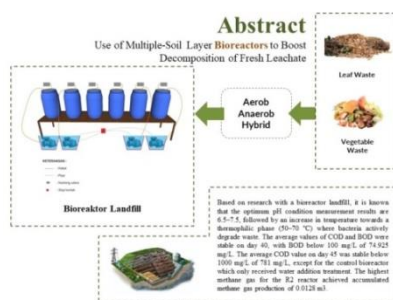 Abstract
Use of Multiple-Soil Layer Bioreactors to Boost
Decomposition of Fresh Leachate
Leaf Waste
Aerob
Anaerob
Hybrid
Vegetable
Waste
Bioreaktor Landfill
Based on research with a bioreactor landfill, it is known
that the optimum pH condition measurement results are
6.5–7.5, followed by an increase in temperature towards a
thermophilic phase (50–70 °C) where bacteria actively
degrade waste. The average values of COD and BOD were
stable on day 40, with BOD below 100 mg/L of 74.925
mg/L. The average COD value on day 45 was stable below
1000 mg/L of 781 mg/L, except for the control bioreactor
which only received water addition treatment. The highest
methane gas for the R2 reactor achieved accumulated
methane gas production of 0.0128 m3